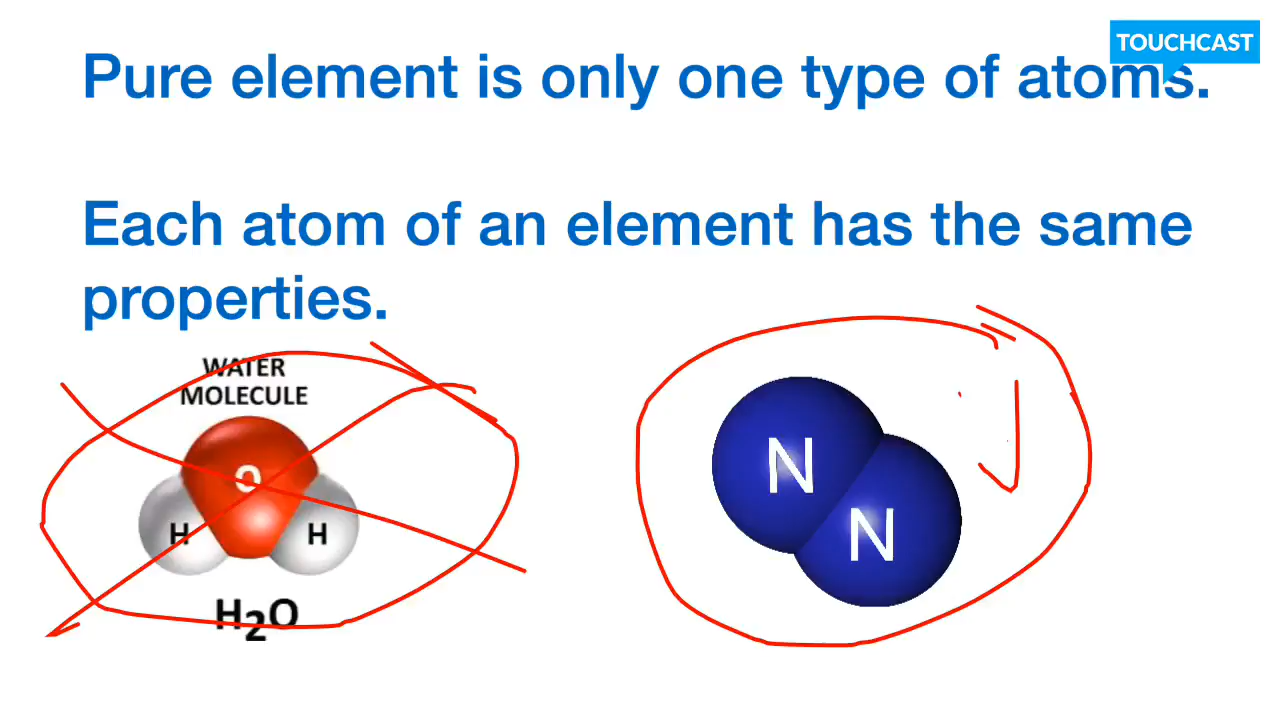 TOUCHCAST
Pure element is only one type of atoms.
Each atom of an element has the same
properties.
WATER
MOLECULE
O
H H
H2O
N
N